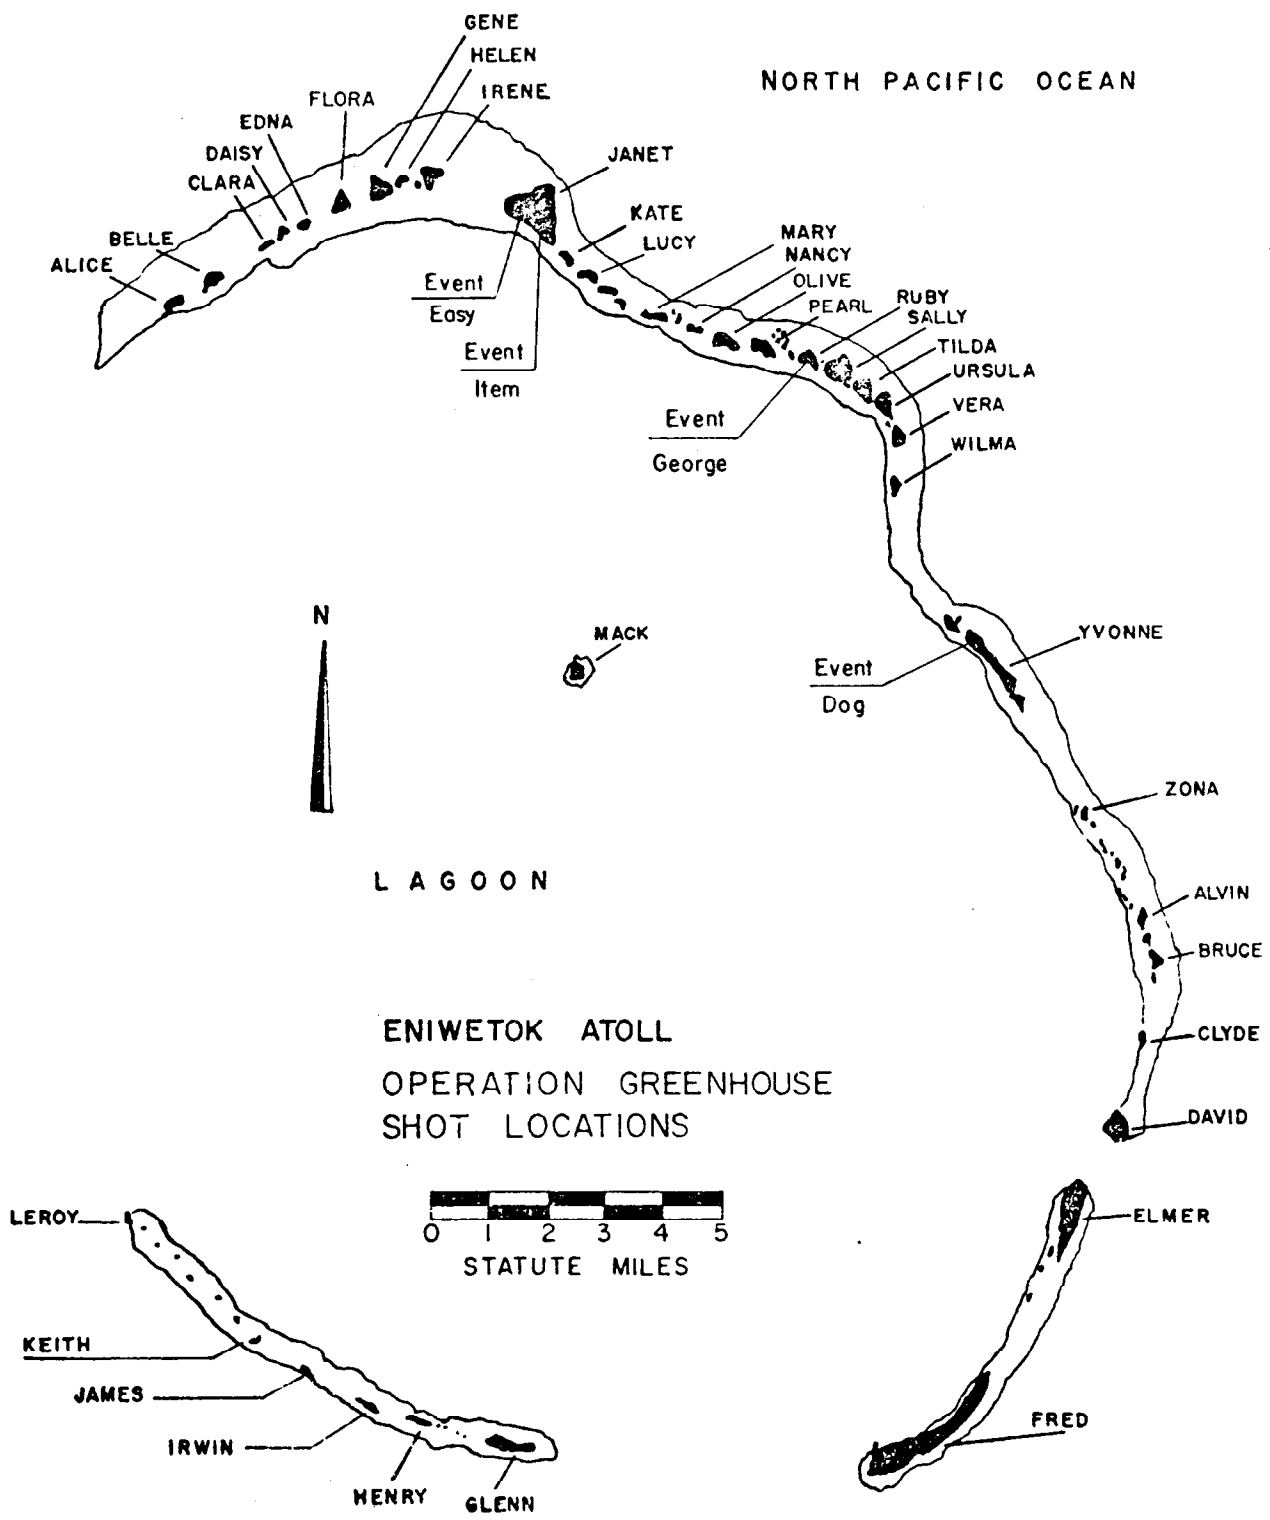 GENE
HELEN
IRENE
NORTH PACIFIC OCEAN
FLORA
EDNA
DAISY
CLARA
JANET
BELLE
ALICE
KATE
LUCY
MARY
NANCY
OLIVE
PEARL
RUBY
SALLY
TILDA
URSULA
VERA
WILMA
Event
Easy
Event
Item
Event
George
N
MACK
YVONNE
Event
Dog
ZONA
LAGOON
ALVIN
BRUCE
CLYDE
DAVID
ENIWETOK ATOLL
OPERATION GREENHOUSE
SHOT LOCATIONS
0 1 2 3 4 5
STATUTE MILES
LEROY
ELMER
KEITH
JAMES
IRWIN
HENRY
GLENN
FRED